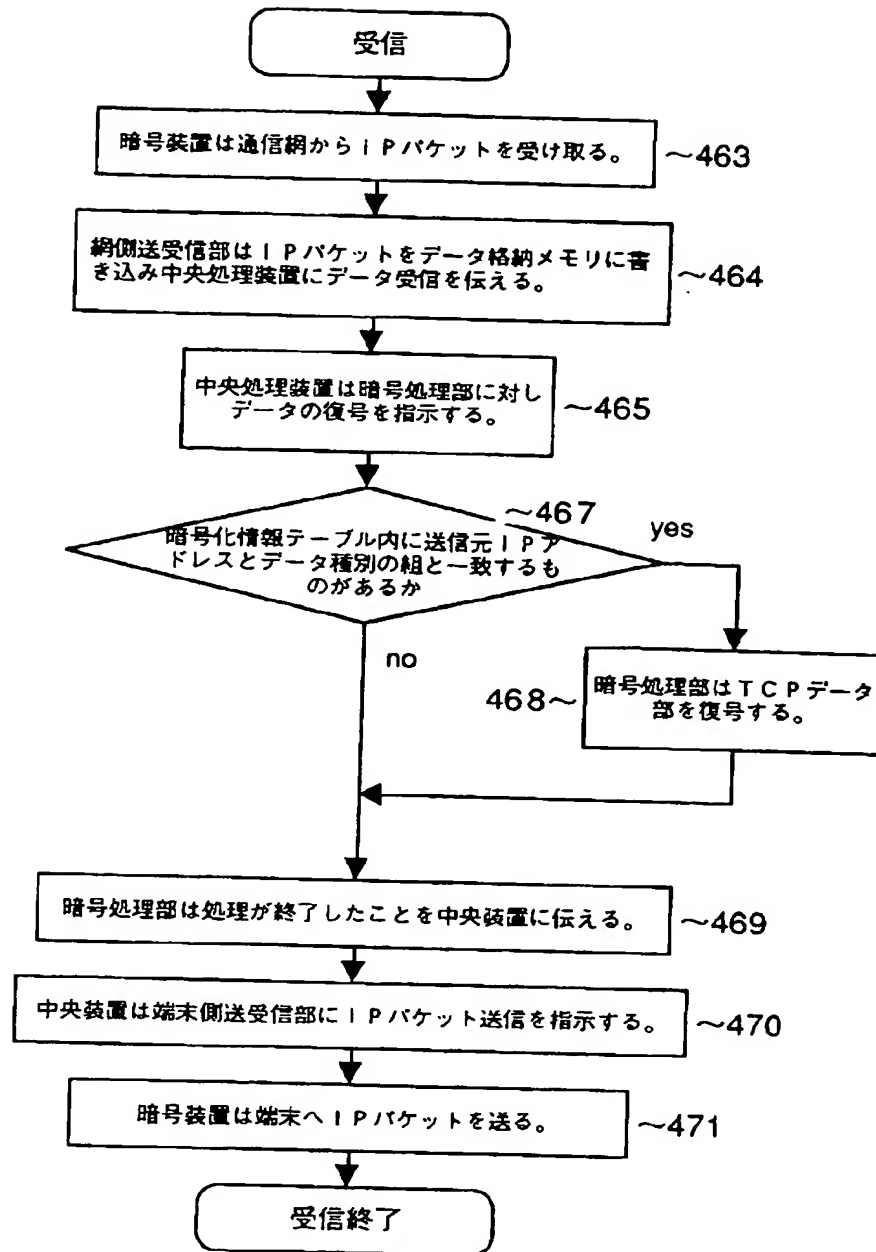 受信
暗号装置は通信網からIPパケットを受け取る。
～463
網側送受信部はIPパケットをデータ格納メモリに書
き込み中央処理装置にデータ受信を伝える。
～464
中央処理装置は暗号処理部に対し
データの復号を指示する。
～465
～467
暗号化情報テーブル内に送信元IPア
ドレスとデータ種別の組と一致するも
のがあるか
yes
no
468～
暗号処理部はTCPデータ
部を復号する。
暗号処理部は処理が終了したことを中央装置に伝える。
～469
中央装置は端末側送受信部にIPパケット送信を指示する。
～470
暗号装置は端末へIPパケットを送る。
～471
受信終了